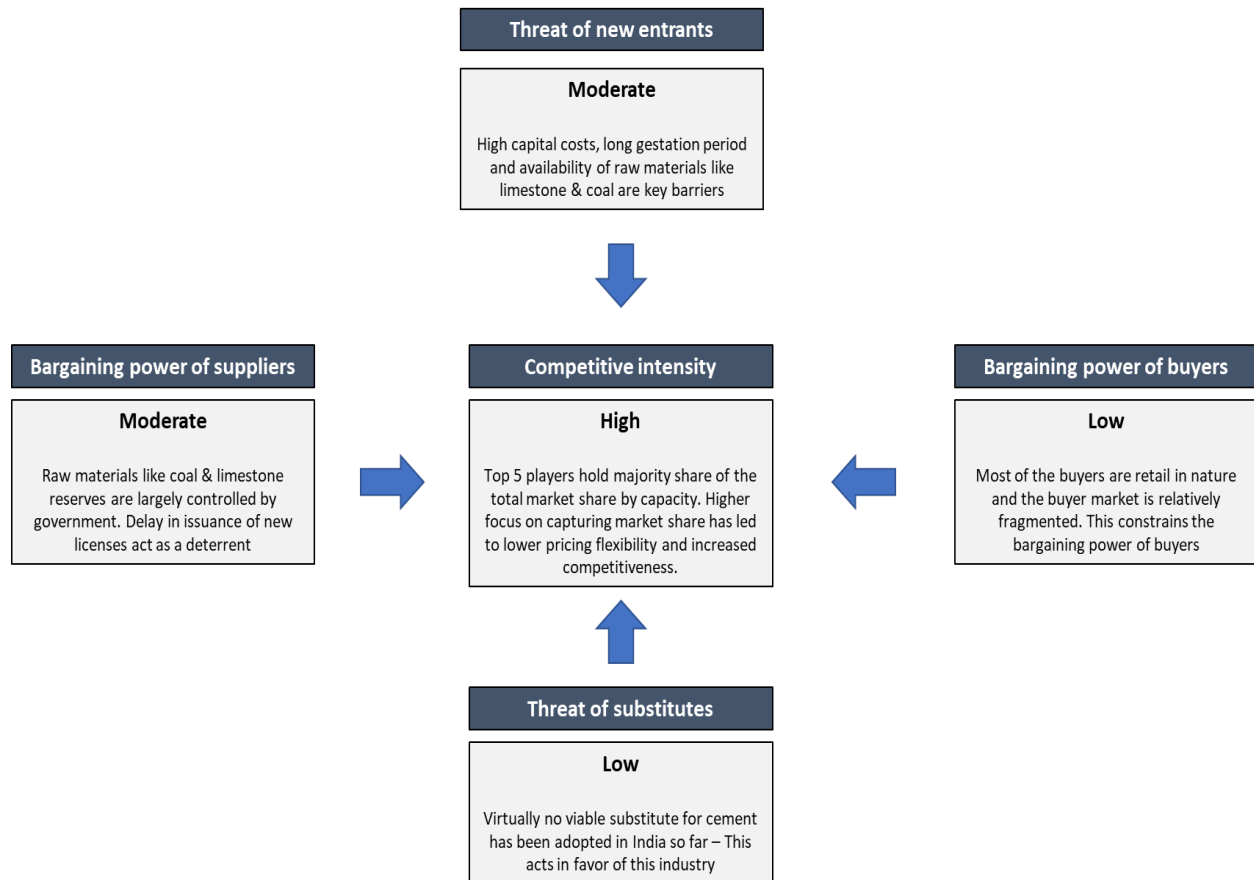 Threat of new entrants
Moderate
High capital costs, long gestation period
and availability of raw materials like
limestone & coal are key barriers
Bargaining power of suppliers
Moderate
Raw materials like coal & limestone
reserves are largely controlled by
government. Delay in issuance of new
licenses act as a deterrent
Competitive intensity
High
Top 5 players hold majority share of the
total market share by capacity. Higher
focus on capturing market share has led
to lower pricing flexibility and increased
competitiveness.
Bargaining power of buyers
Low
Most of the buyers are retail in nature
and the buyer market is relatively
fragmented. This constrains the
bargaining power of buyers
Threat of substitutes
Low
Virtually no viable substitute for cement
has been adopted in India so far – This
acts in favor of this industry